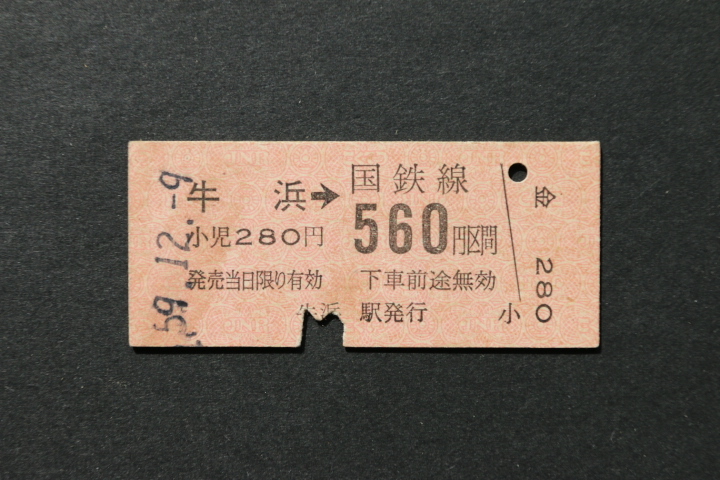 59.12.-9
牛浜→国鉄線
560円区間
小児280円
発売当日限り有効 下車前途無効
牛浜駅発行
小
金 280